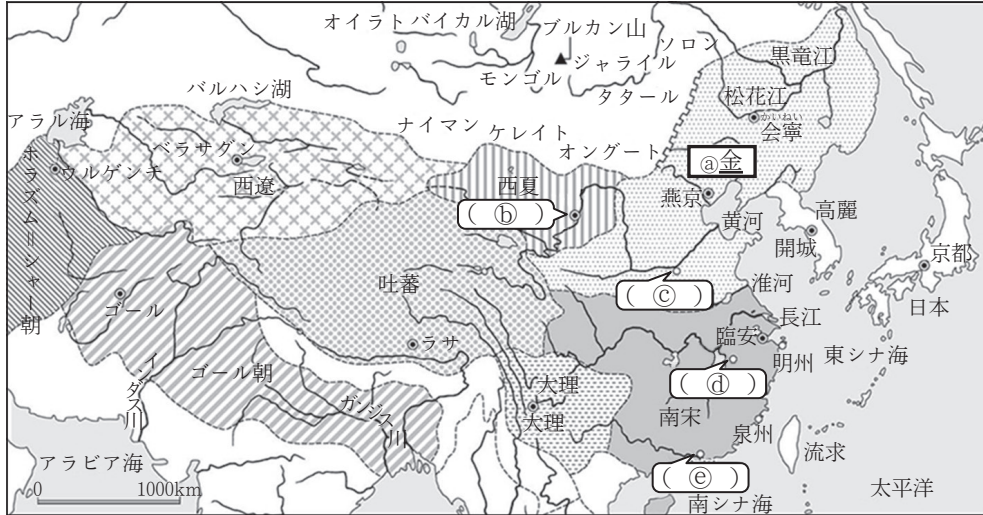 オイラト
バイカル湖
ブルカン山
ソロン
黒竜江
モンゴル
ジャライル
タタール
松花江
かいねい
会寧
バルハシ湖
アラル海
ナイマン
ケレイト
オングート
ⓐ金
ベラサグン
ウルゲンチ
ホラズム=シャー朝
西遼
西夏
燕京
( ⓑ )
黄河
高麗
開城
京都
( ⓒ )
淮河
日本
吐蕃
長江
ゴール
臨安
ラサ
明州
東シナ海
インダス川
ゴール朝
( ⓓ )
大理
ガンジス川
大理
南宋
泉州
流求
アラビア海
( ⓔ )
0 1000km
南シナ海
太平洋